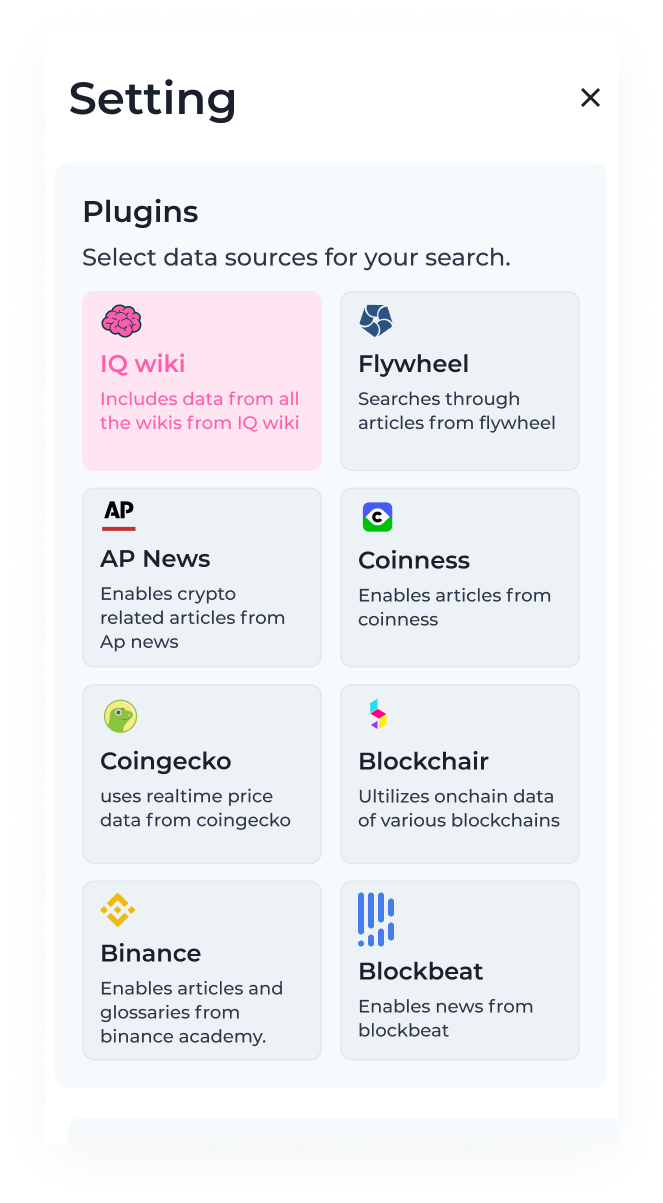 Setting
Plugins
Select data sources for your search.
IQ wiki
Includes data from all
the wikis from IQ wiki
Flywheel
Searches through
articles from flywheel
AP
AP News
Enables crypto
related articles from
Ap news
C
Coinness
Enables articles from
coinness
Coingecko
uses realtime price
data from coingecko
Blockchair
Ultilizes onchain data
of various blockchains
Binance
Enables articles and
glossaries from
binance academy.
Blockbeat
Enables news from
blockbeat